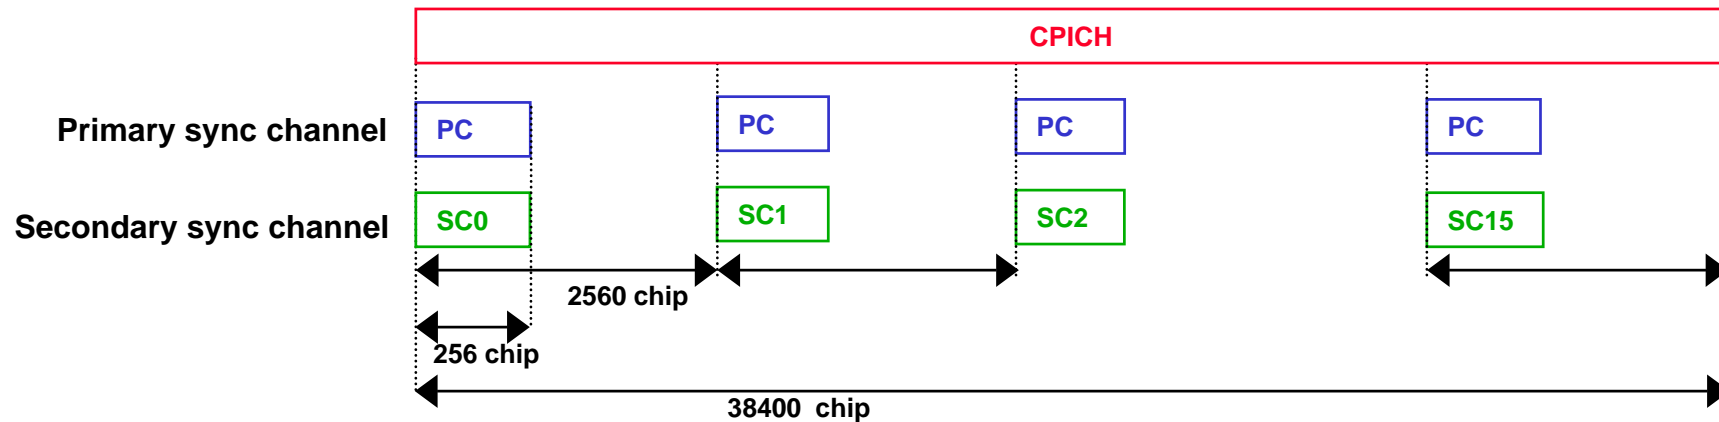 CPICH
Primary sync channel PC PC PC PC
Secondary sync channel SC0 SC1 SC2 SC15
2560 chip
256 chip
38400 chip